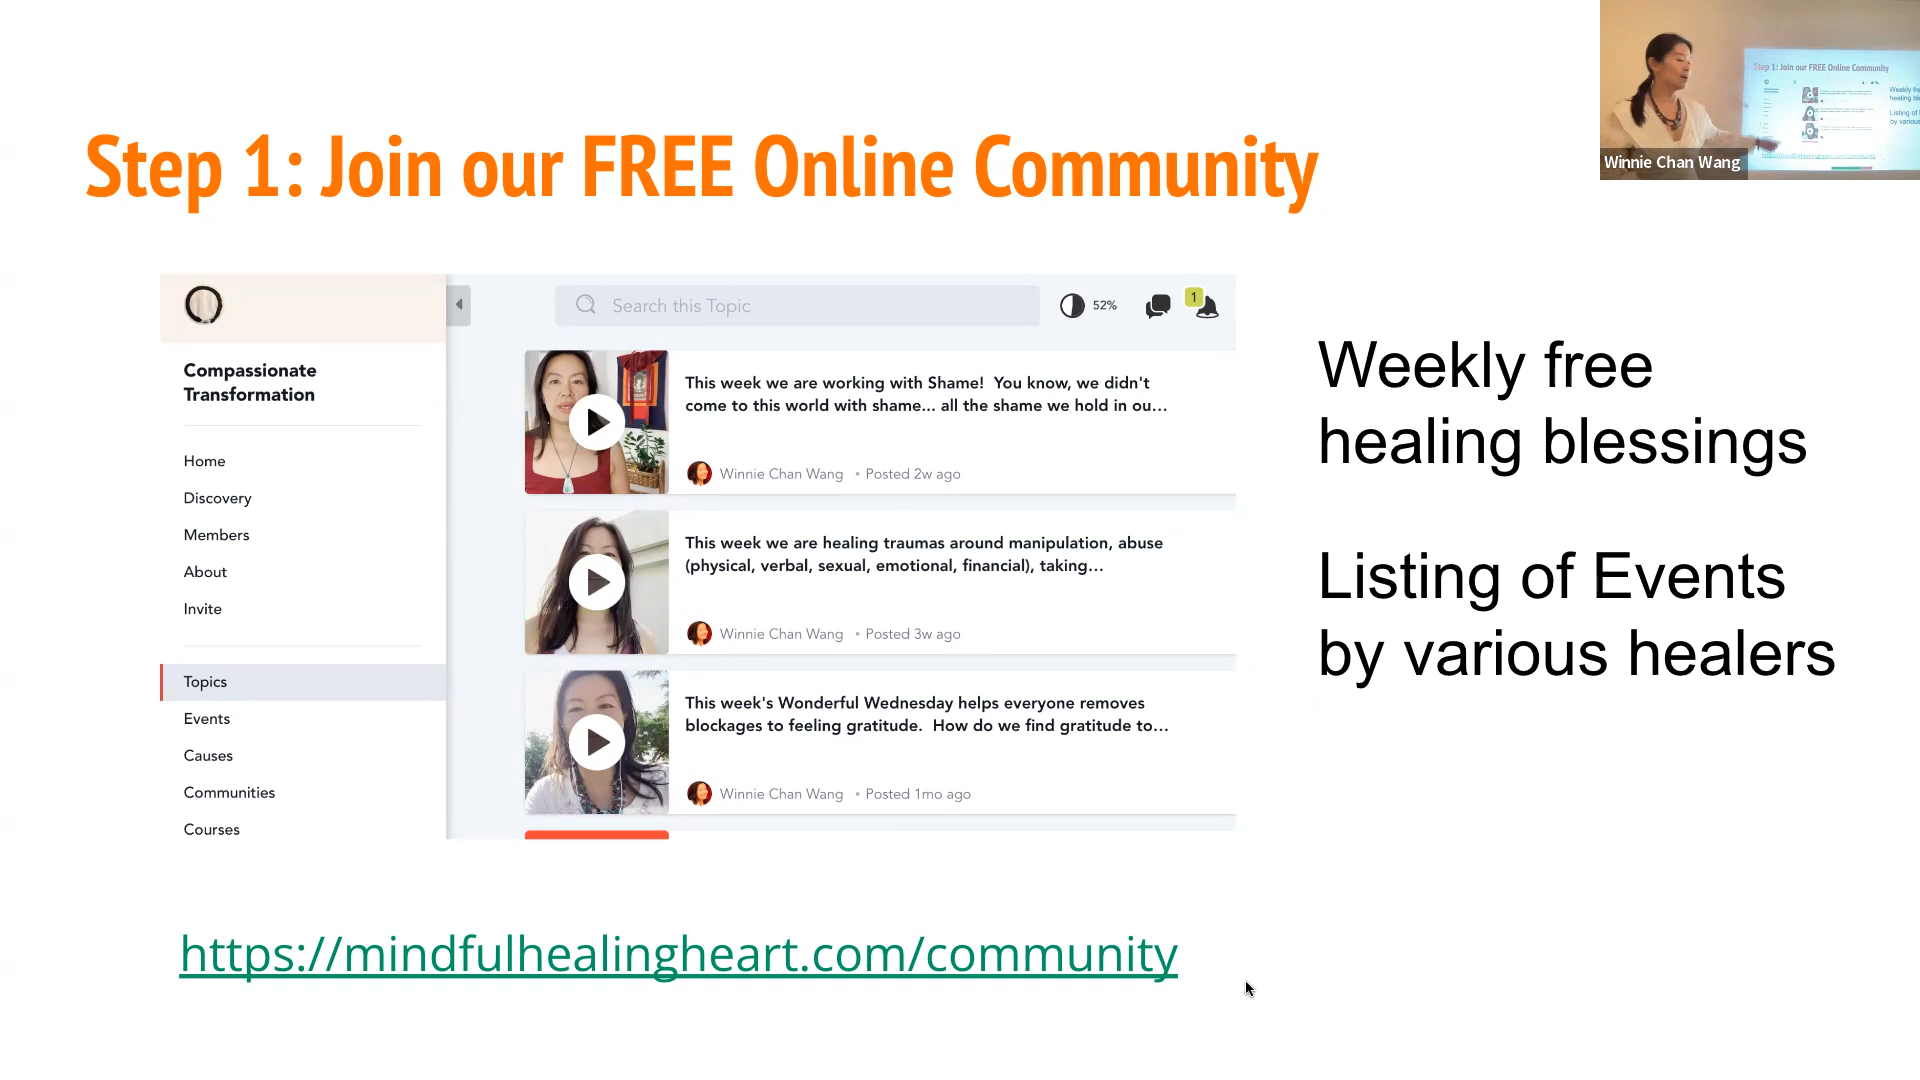 Step 1: Join our FREE Online Community
Step 1: Join our FREE Online Community
Winnie Chan Wang
Search this Topic
52%
1
Compassionate
Transformation
Home
Discovery
Members
About
Invite
Topics
Events
Causes
Communities
Courses
This week we are working with Shame!  You know, we didn't
come to this world with shame... all the shame we hold in ou...
Winnie Chan Wang • Posted 2w ago
This week we are healing traumas around manipulation, abuse
(physical, verbal, sexual, emotional, financial), taking...
Winnie Chan Wang • Posted 3w ago
This week's Wonderful Wednesday helps everyone removes
blockages to feeling gratitude.  How do we find gratitude to...
Winnie Chan Wang • Posted 1mo ago
Weekly free
healing blessings
Listing of Events
by various healers
https://mindfulhealingheart.com/community